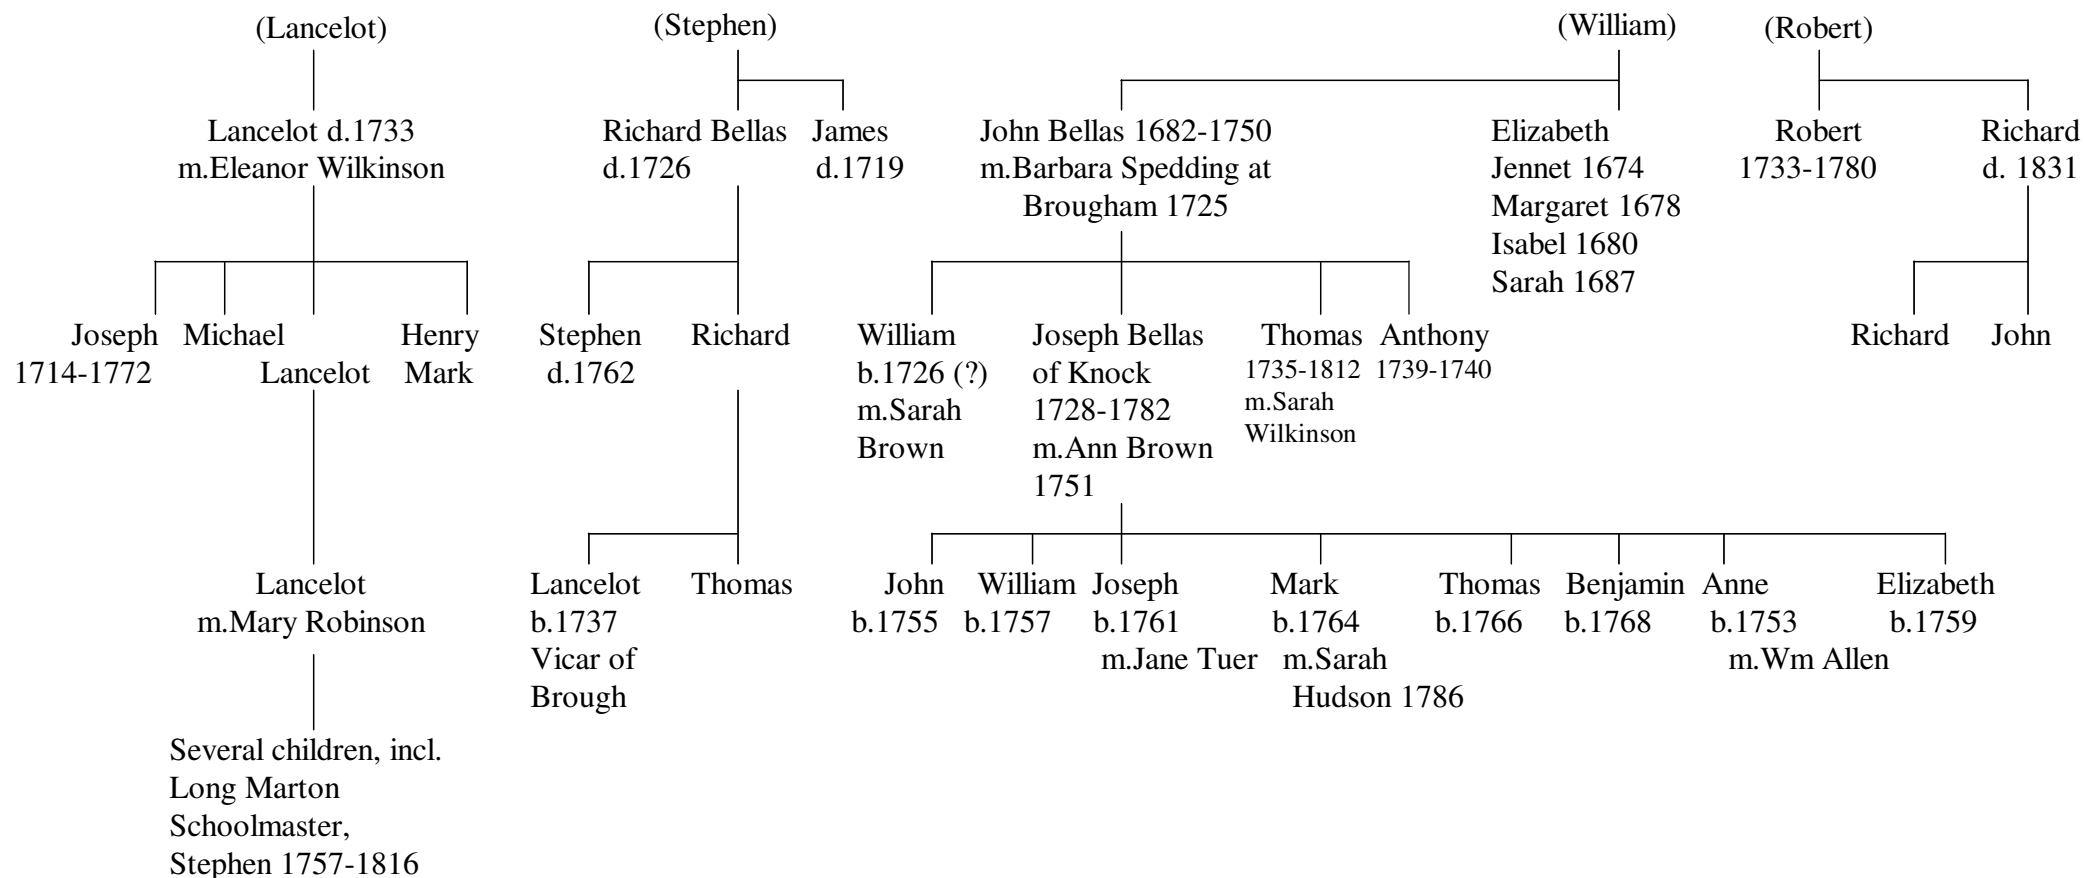 (Lancelot) (Stephen) (William) (Robert)
Lancelot d.1733 Richard Bellas James John Bellas 1682-1750 Elizabeth Robert Richard
m.Eleanor Wilkinson d.1726 d.1719 m.Barbara Spedding at Jennet 1674 1733-1780 d. 1831
Brougham 1725 Margaret 1678
Isabel 1680
Sarah 1687
Joseph Michael Henry Stephen Richard William Joseph Bellas Thomas Anthony Richard John
1714-1772 Lancelot Mark d.1762 b.1726 (?) of Knock 1735-1812 1739-1740
m.Sarah 1728-1782 m.Sarah
Brown m.Ann Brown Wilkinson
1751
Lancelot Lancelot Thomas John William Joseph Mark Thomas Benjamin Anne Elizabeth
m.Mary Robinson b.1737 b.1755 b.1757 b.1761 b.1764 b.1766 b.1768 b.1753 b.1759
Vicar of m.Jane Tuer m.Sarah m.Wm Allen
Brough Hudson 1786
Several children, incl.
Long Marton
Schoolmaster,
Stephen 1757-1816